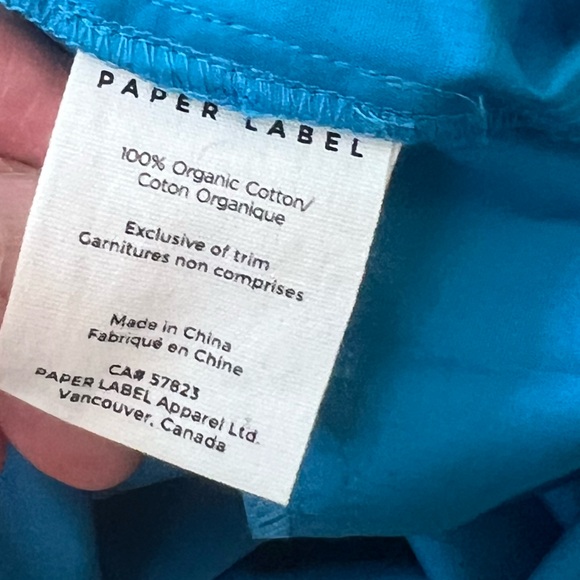 PAPER LABEL
100% Organic Cotton/
Coton Organique
Exclusive of trim
Garnitures non comprises
Made in China
Fabriqué en Chine
CA# 57823
PAPER LABEL Apparel Ltd.
Vancouver, Canada